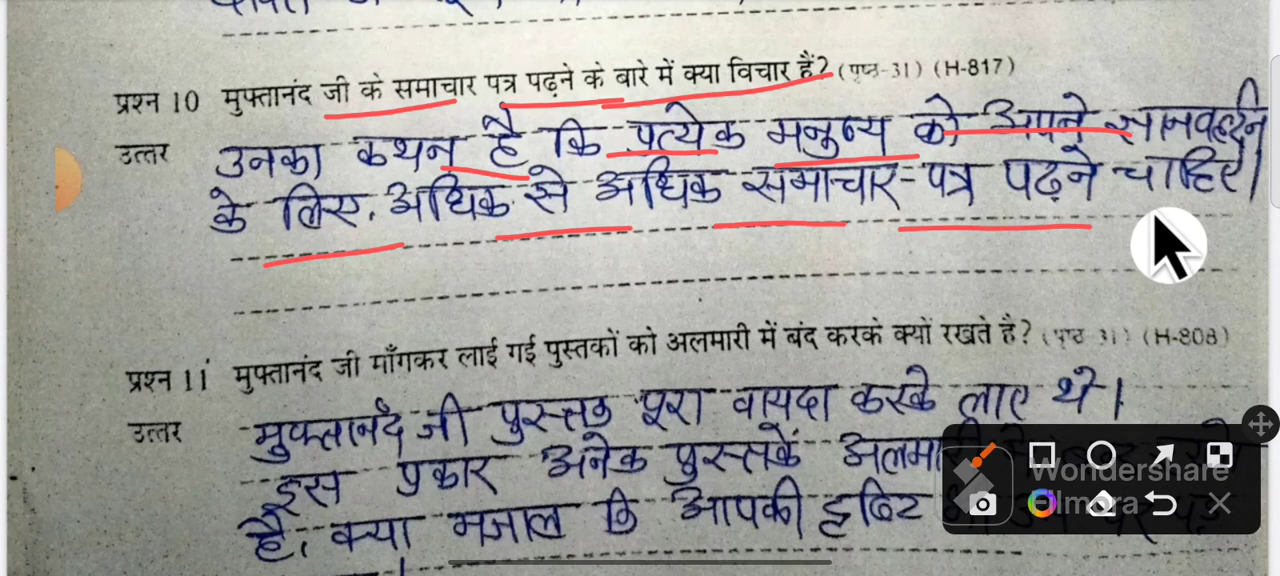 प्रश्न 10 मुफ्तानंद जी के समाचार पत्र पढ़ने के बारे में क्या विचार हैं? (पृष्ठ-31) (H-817)
उत्तर उनका कथन है कि प्रत्येक मनुष्य को अपने ज्ञानवर्द्धन
के लिए अधिक से अधिक समाचार-पत्र पढ़ने चाहिए।
प्रश्न 11 मुफ्तानंद जी माँगकर लाई गई पुस्तकों को अलमारी में बंद करके क्यों रखते है? (पृष्ठ 31) (H-808)
उत्तर मुफ्तानंद जी पुस्तक पूरा वायदा करके लाए थे।
इस प्रकार अनेक पुस्तकें
है, क्या मजाल कि आपकी दृष्टि
Wondershare
Filmora